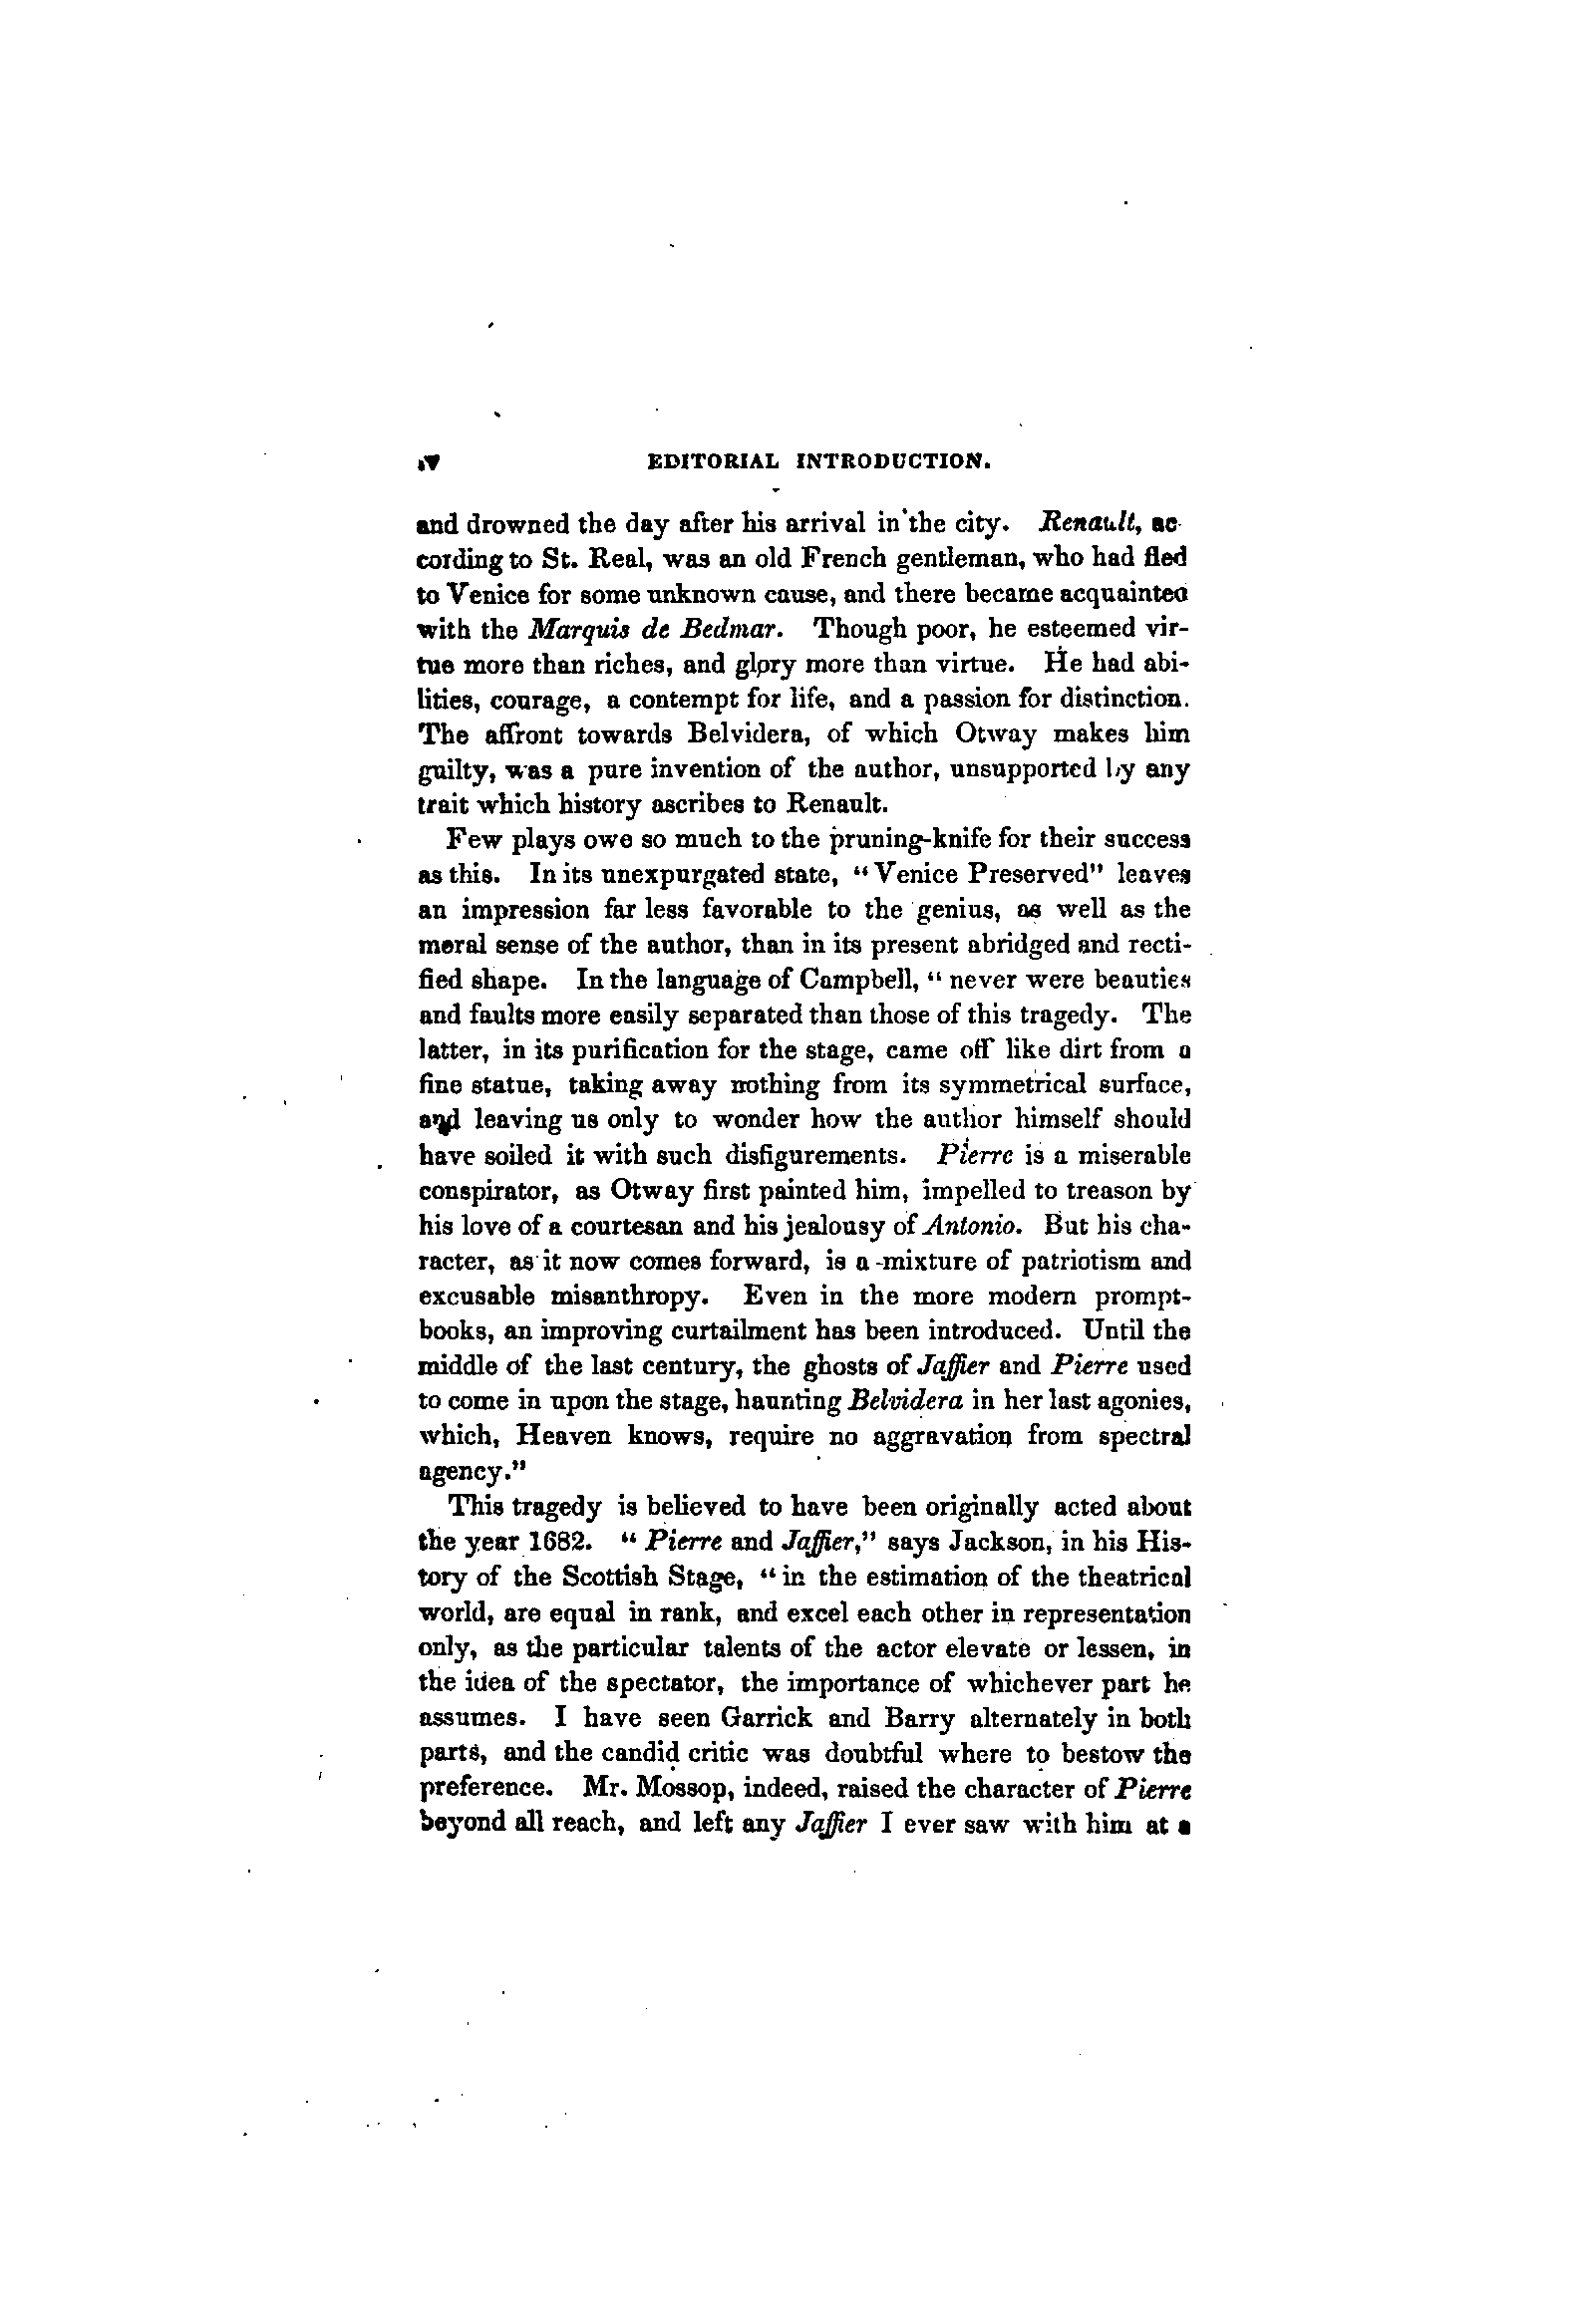 iv EDITORIAL INTRODUCTION.
and drowned the day after his arrival in the city. Renault, ac-
cording to St. Real, was an old French gentleman, who had fled
to Venice for some unknown cause, and there became acquainted
with the Marquis de Bedmar. Though poor, he esteemed vir-
tue more than riches, and glory more than virtue. He had abi-
lities, courage, a contempt for life, and a passion for distinction.
The affront towards Belvidera, of which Otway makes him
guilty, was a pure invention of the author, unsupported by any
trait which history ascribes to Renault.
Few plays owe so much to the pruning-knife for their success
as this. In its unexpurgated state, “Venice Preserved” leaves
an impression far less favorable to the genius, as well as the
moral sense of the author, than in its present abridged and recti-
fied shape. In the language of Campbell, “never were beauties
and faults more easily separated than those of this tragedy. The
latter, in its purification for the stage, came off like dirt from a
fine statue, taking away nothing from its symmetrical surface,
and leaving us only to wonder how the author himself should
have soiled it with such disfigurements. Pierre is a miserable
conspirator, as Otway first painted him, impelled to treason by
his love of a courtesan and his jealousy of Antonio. But his cha-
racter, as it now comes forward, is a mixture of patriotism and
excusable misanthropy. Even in the more modern prompt-
books, an improving curtailment has been introduced. Until the
middle of the last century, the ghosts of Jaffier and Pierre used
to come in upon the stage, haunting Belvidera in her last agonies,
which, Heaven knows, require no aggravation from spectral
agency.”
This tragedy is believed to have been originally acted about
the year 1682. “Pierre and Jaffier,” says Jackson, in his His-
tory of the Scottish Stage, “in the estimation of the theatrical
world, are equal in rank, and excel each other in representation
only, as the particular talents of the actor elevate or lessen, in
the idea of the spectator, the importance of whichever part he
assumes. I have seen Garrick and Barry alternately in both
parts, and the candid critic was doubtful where to bestow the
preference. Mr. Mossop, indeed, raised the character of Pierre
beyond all reach, and left any Jaffier I ever saw with him at a